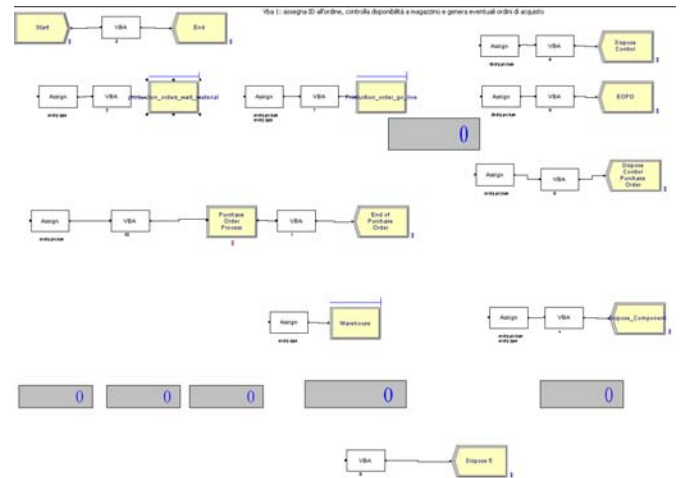 Vba 1: assegna ID all'ordine, controlla disponibilità a magazzino e genera eventuali ordini di acquisto
Start
VBA
End
Assign
VBA
Dispose
Control
Assign
VBA
production_orders_wait_material
Assign
VBA
Production_order_go_line
Assign
VBA
EOPO
0
Assign
VBA
Dispose
Control
Purchase
Order
Assign
VBA
Purchase
Order
Process
VBA
End of
Purchase
Order
Assign
Warehouse
Assign
VBA
Dispose_Component
0
0
0
0
0
VBA
Dispose 5